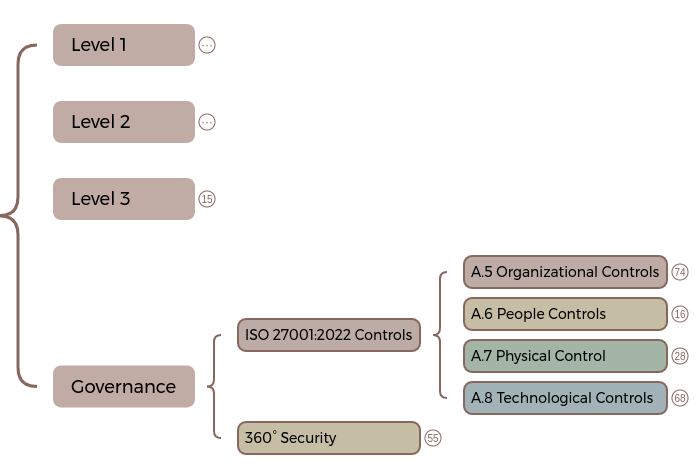 Level 1
...
Level 2
...
Level 3
15
A.5 Organizational Controls
74
A.6 People Controls
16
ISO 27001:2022 Controls
A.7 Physical Control
28
Governance
A.8 Technological Controls
68
360° Security
55